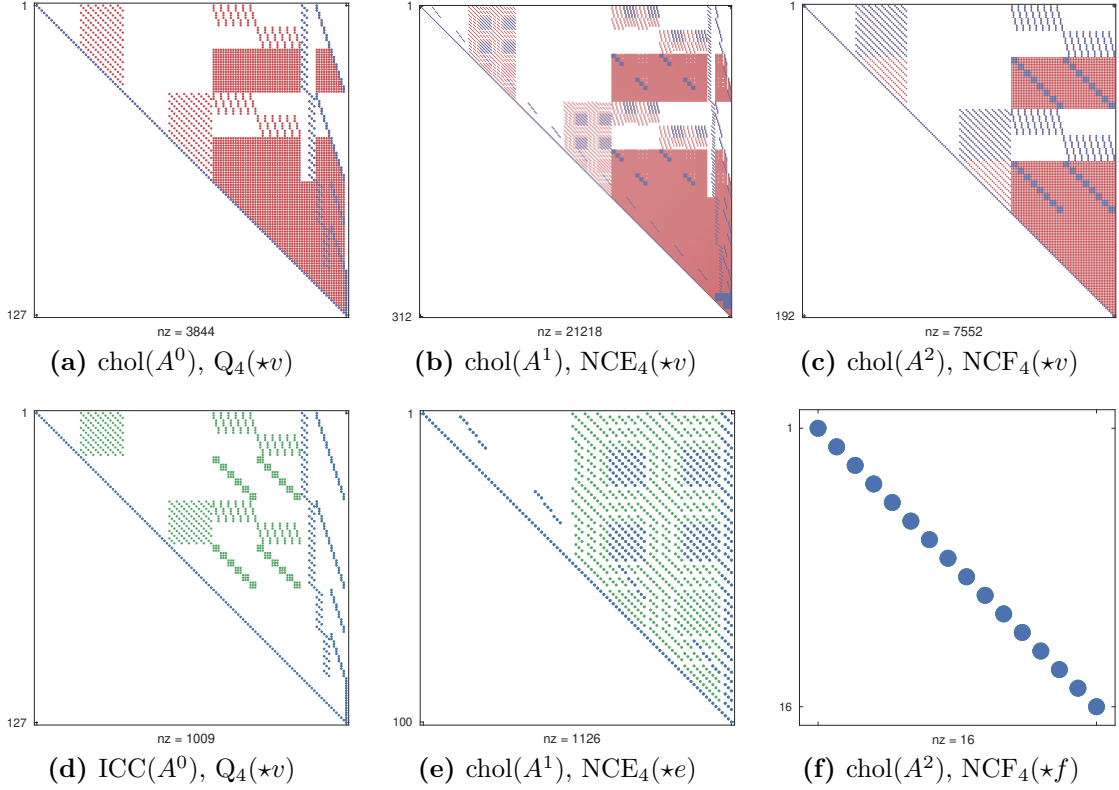 1
127
nz = 3844
(a) chol(A⁰), Q₄(⋆v)
1
312
nz = 21218
(b) chol(A¹), NCE₄(⋆v)
1
192
nz = 7552
(c) chol(A²), NCF₄(⋆v)
1
127
nz = 1009
(d) ICC(A⁰), Q₄(⋆v)
1
100
nz = 1126
(e) chol(A¹), NCE₄(⋆e)
1
16
nz = 16
(f) chol(A²), NCF₄(⋆f)